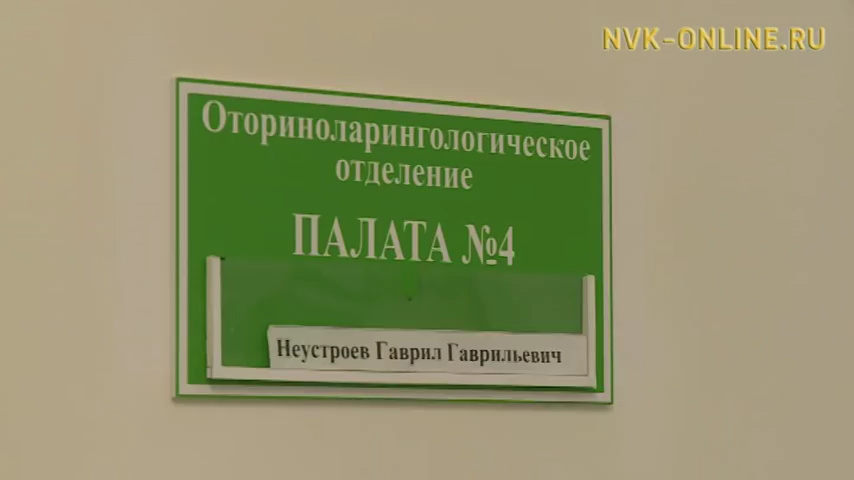 NVK-ONLINE.RU
Оториноларингологическое
отделение
ПАЛАТА №4
Неустроев Гаврил Гаврильевич